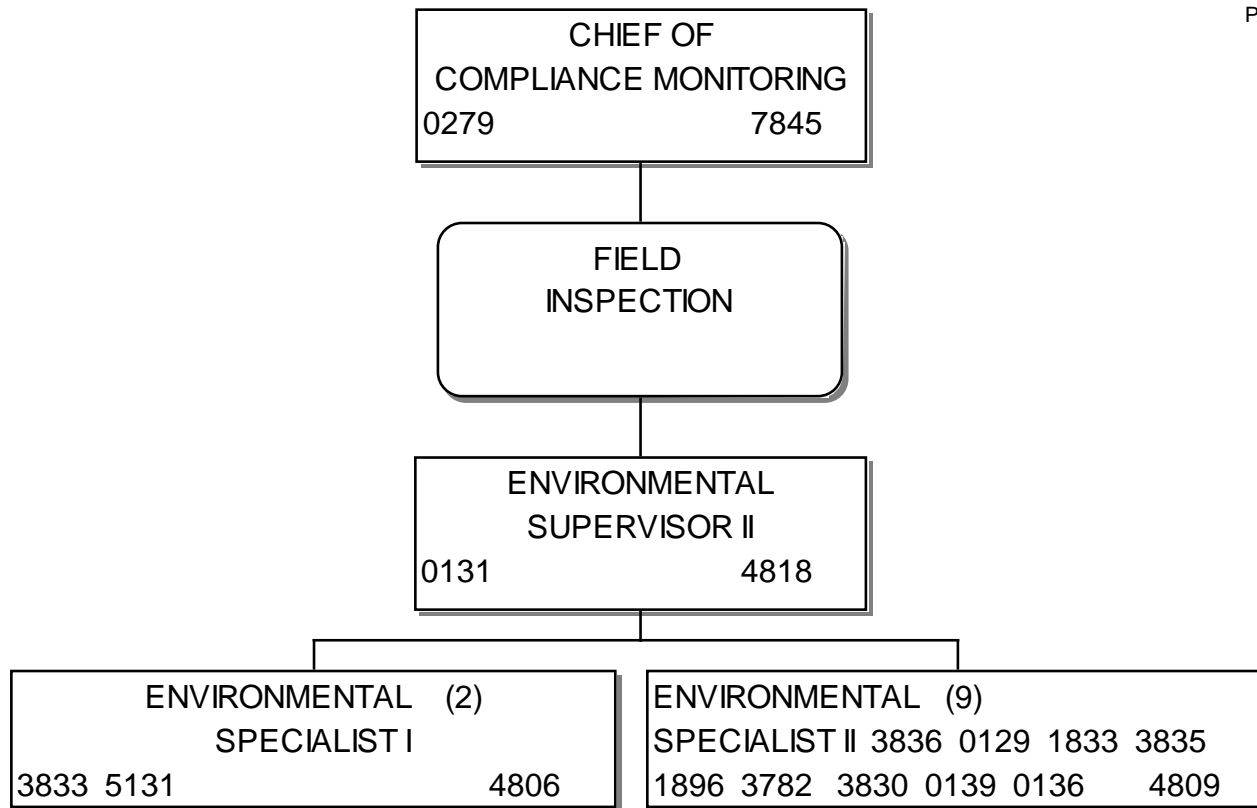 P
CHIEF OF
COMPLIANCE MONITORING
0279 7845
FIELD
INSPECTION
ENVIRONMENTAL
SUPERVISOR II
0131 4818
ENVIRONMENTAL (2)
SPECIALIST I
3833 5131 4806
ENVIRONMENTAL (9)
SPECIALIST II 3836 0129 1833 3835
1896 3782 3830 0139 0136 4809